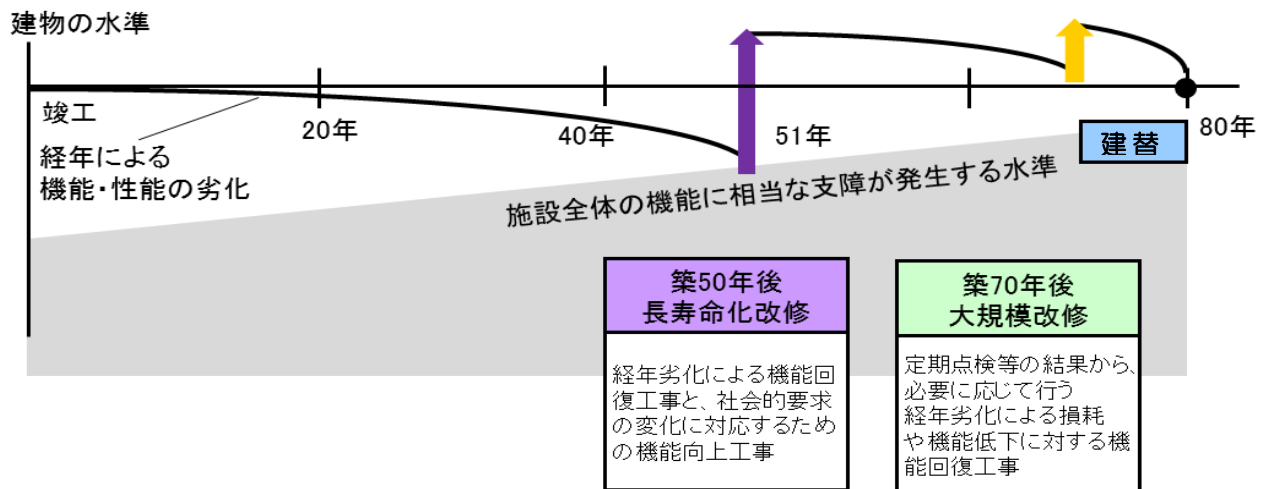 建物の水準
竣工
20年
40年
51年
80年
経年による
機能・性能の劣化
建替
施設全体の機能に相当な支障が発生する水準
築50年後
長寿命化改修
経年劣化による機能回
復工事と、社会的要求
の変化に対応するため
の機能向上工事
築70年後
大規模改修
定期点検等の結果から、
必要に応じて行う
経年劣化による損耗
や機能低下に対する機
能回復工事